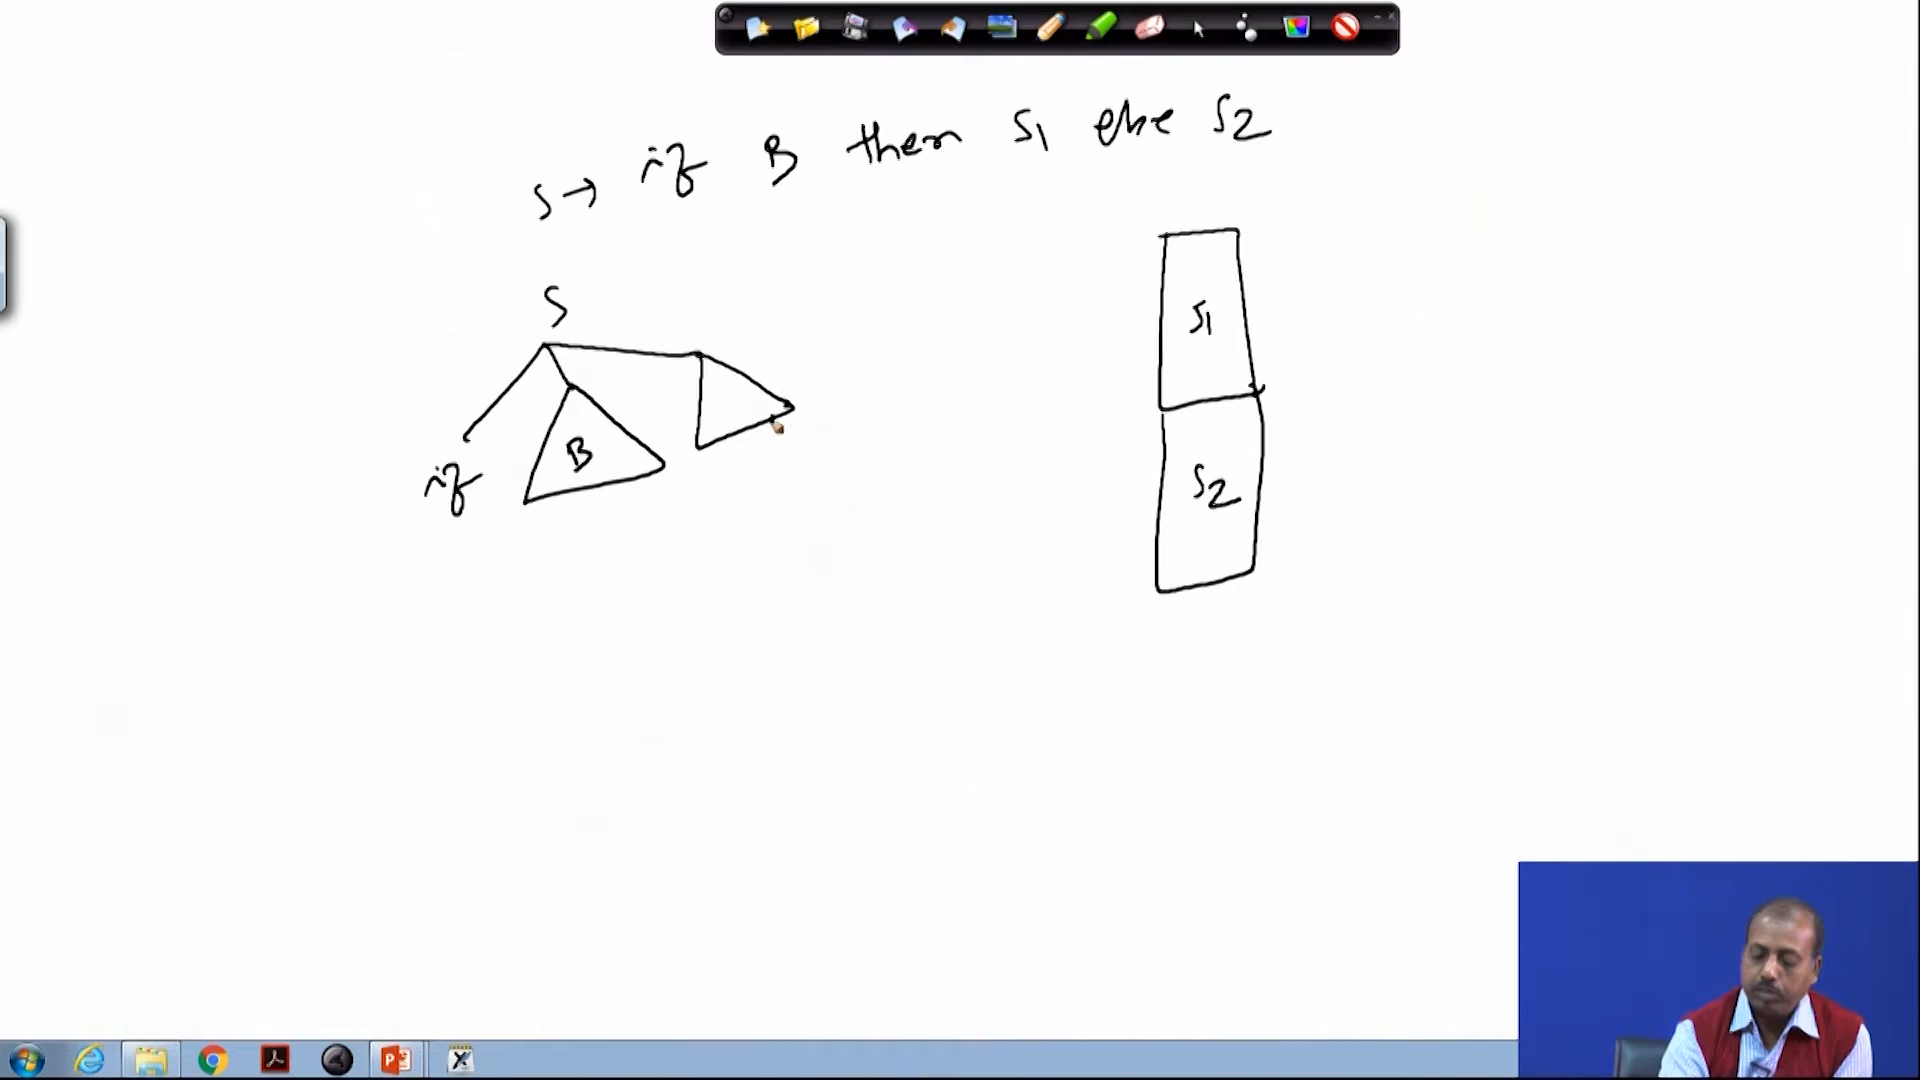 S → if B then S1 else S2
S
S1
B
if
S2